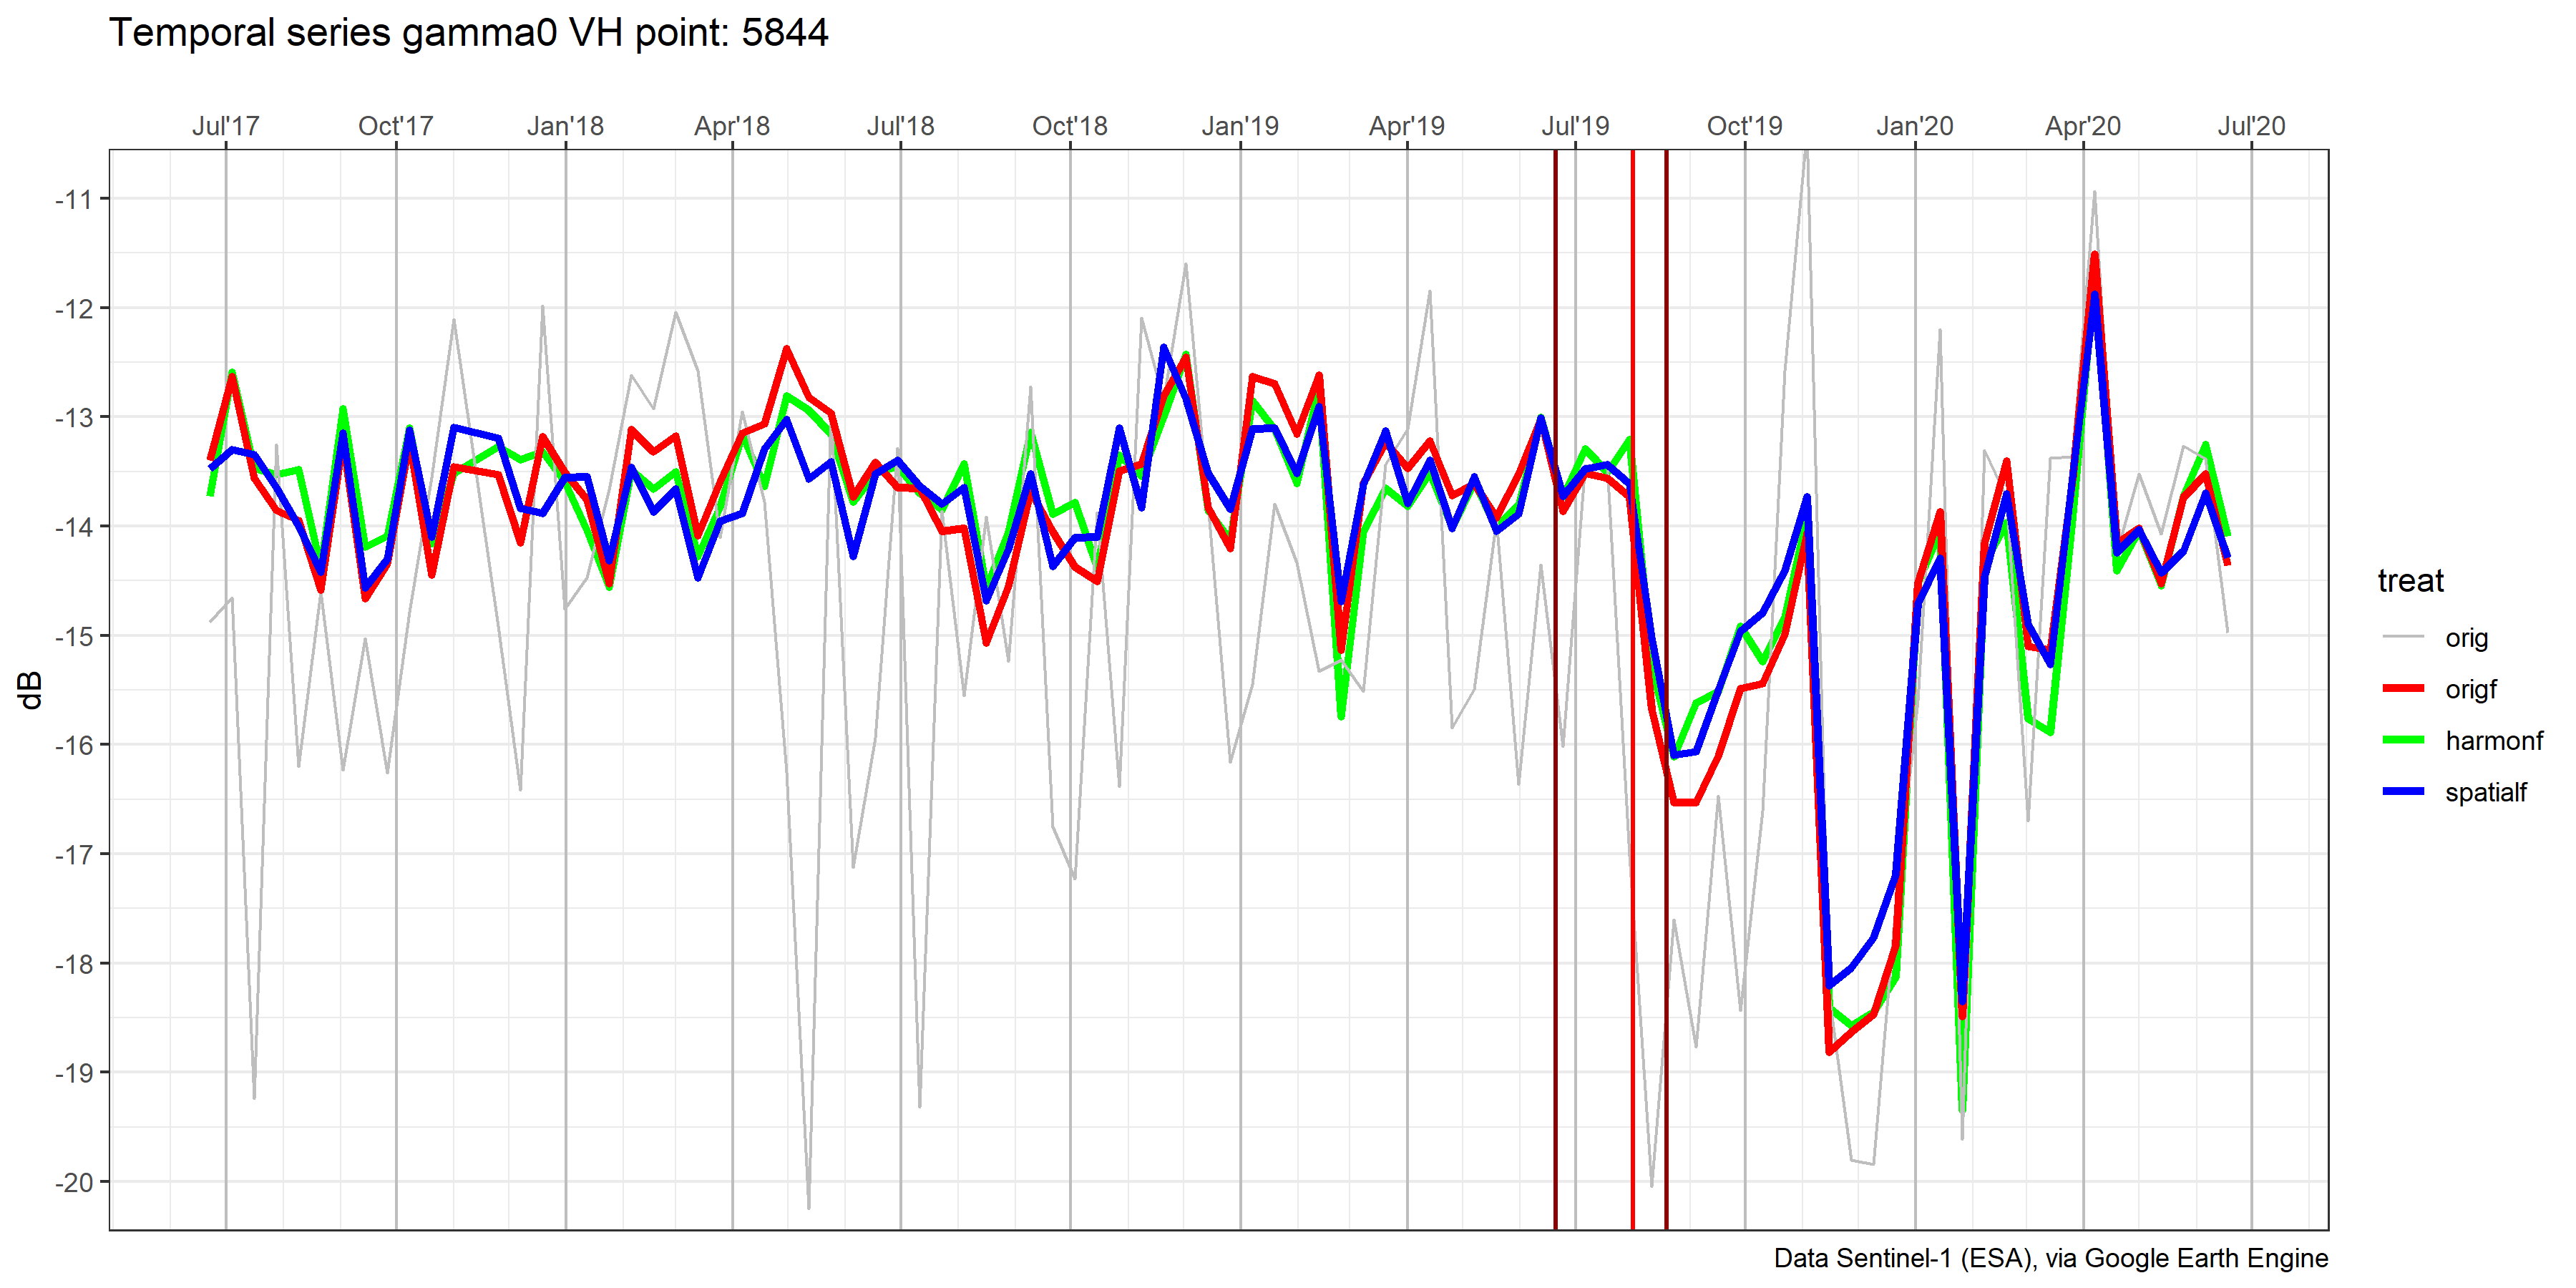 Temporal series gamma0 VH point: 5844
Jul'17 Oct'17 Jan'18 Apr'18 Jul'18 Oct'18 Jan'19 Apr'19 Jul'19 Oct'19 Jan'20 Apr'20 Jul'20
-11
-12
-13
-14
-15
-16
-17
-18
-19
-20
dB
treat
orig
origf
harmonf
spatialf
Data Sentinel-1 (ESA), via Google Earth Engine